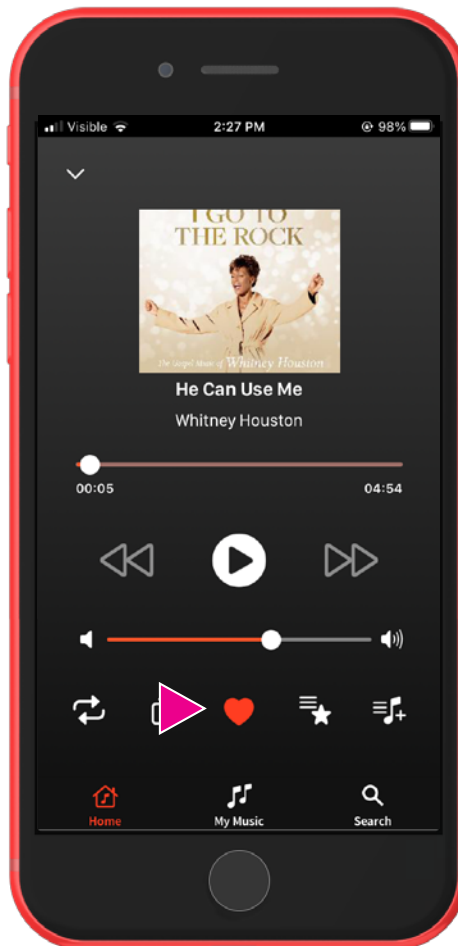 Visible
2:27 PM
98%
I GO TO
THE ROCK
The Gospel Music of Whitney Houston
He Can Use Me
Whitney Houston
00:05
04:54
Home
My Music
Search